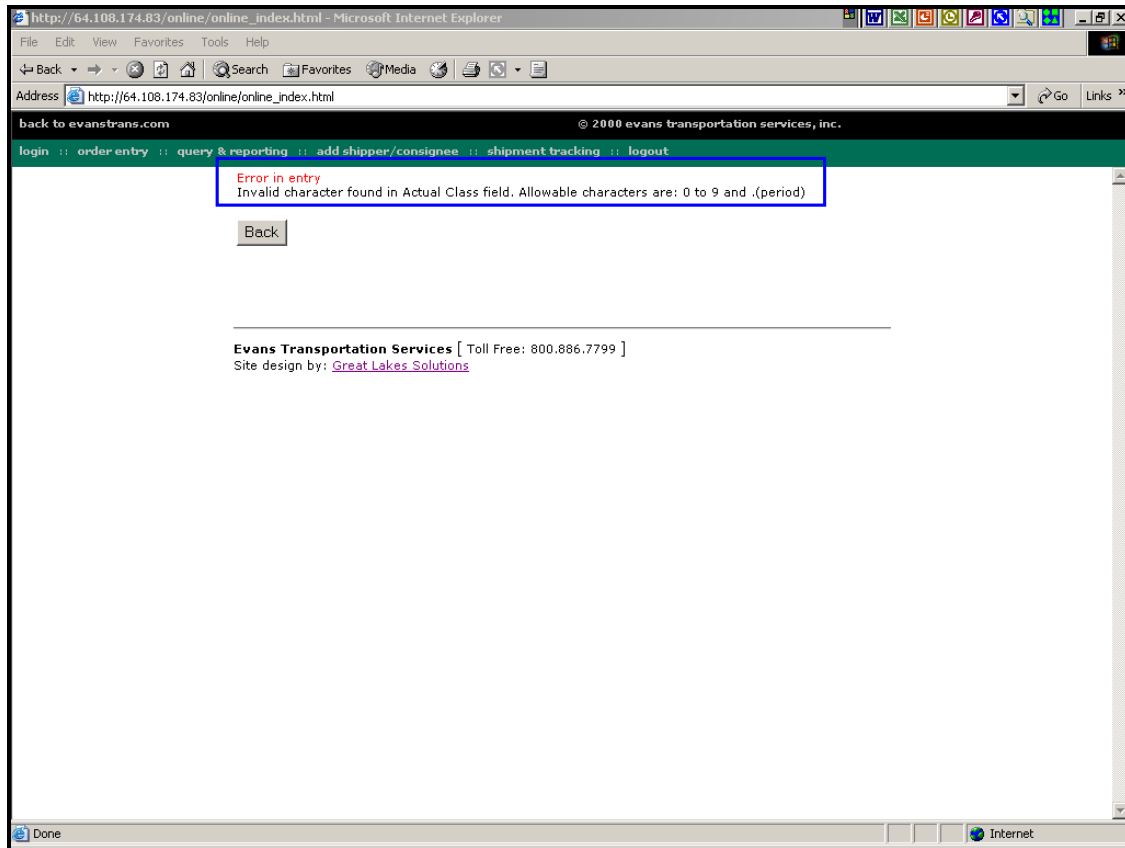 http://64.108.174.83/online/online_index.html - Microsoft Internet Explorer
File Edit View Favorites Tools Help
Back Search Favorites Media
Address http://64.108.174.83/online/online_index.html Go Links »
back to evanstrans.com © 2000 evans transportation services, inc.
login :: order entry :: query & reporting :: add shipper/consignee :: shipment tracking :: logout
Error in entry
Invalid character found in Actual Class field. Allowable characters are: 0 to 9 and .(period)
Back
Evans Transportation Services [ Toll Free: 800.886.7799 ]
Site design by: Great Lakes Solutions
Done Internet